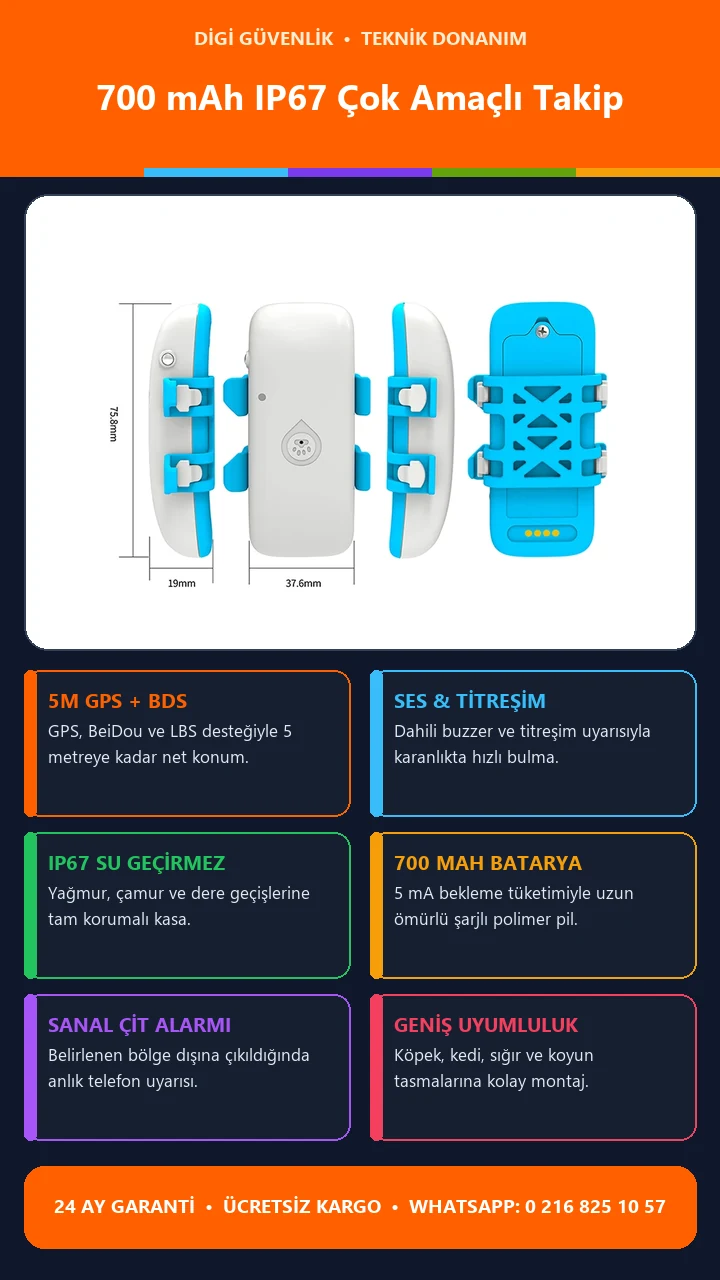 DİGİ GÜVENLİK • TEKNİK DONANIM
700 mAh IP67 Çok Amaçlı Takip
75.8mm
19mm
37.6mm
5M GPS + BDS
GPS, BeiDou ve LBS desteğiyle 5
metreye kadar net konum.
SES & TİTREŞİM
Dahili buzzer ve titreşim uyarısıyla
karanlıkta hızlı bulma.
IP67 SU GEÇİRMEZ
Yağmur, çamur ve dere geçişlerine
tam korumalı kasa.
700 MAH BATARYA
5 mA bekleme tüketimiyle uzun
ömürlü şarjlı polimer pil.
SANAL ÇİT ALARMI
Belirlenen bölge dışına çıkıldığında
anlık telefon uyarısı.
GENİŞ UYUMLULUK
Köpek, kedi, sığır ve koyun
tasmalarına kolay montaj.
24 AY GARANTİ • ÜCRETSİZ KARGO • WHATSAPP: 0 216 825 10 57